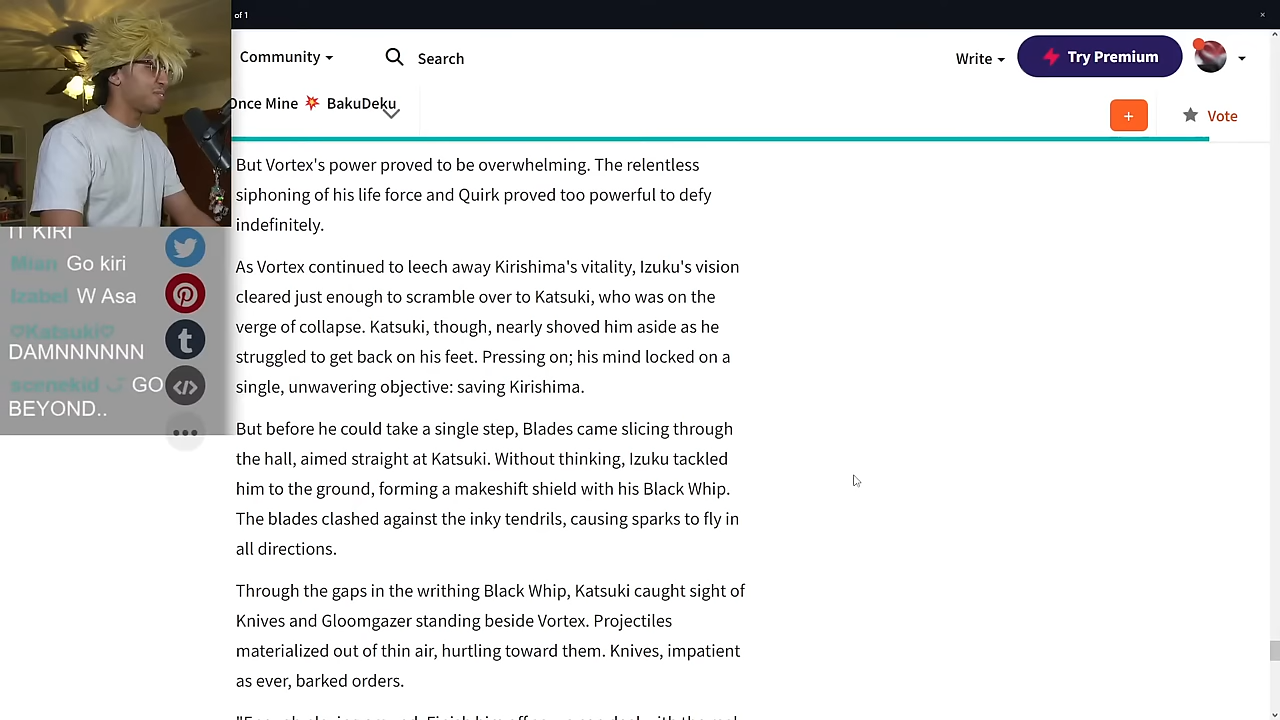 of 1
Community
Search
Write
Try Premium
Once Mine 💥 BakuDeku
+
Vote
But Vortex's power proved to be overwhelming. The relentless
siphoning of his life force and Quirk proved too powerful to defy
indefinitely.
As Vortex continued to leech away Kirishima's vitality, Izuku's vision
cleared just enough to scramble over to Katsuki, who was on the
verge of collapse. Katsuki, though, nearly shoved him aside as he
struggled to get back on his feet. Pressing on; his mind locked on a
single, unwavering objective: saving Kirishima.
But before he could take a single step, Blades came slicing through
the hall, aimed straight at Katsuki. Without thinking, Izuku tackled
him to the ground, forming a makeshift shield with his Black Whip.
The blades clashed against the inky tendrils, causing sparks to fly in
all directions.
Through the gaps in the writhing Black Whip, Katsuki caught sight of
Knives and Gloomgazer standing beside Vortex. Projectiles
materialized out of thin air, hurtling toward them. Knives, impatient
as ever, barked orders.
IT KIRI
Mian Go kiri
Izabel W Asa
♡Katsuki♡
DAMNNNNNN
scenekid GO
BEYOND..